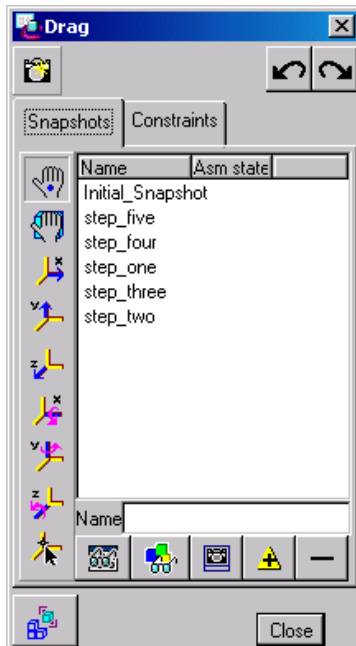 Drag
Snapshots Constraints
Name Asm state
Initial_Snapshot
step_five
step_four
step_one
step_three
step_two
Name
Close
x
y
z
x
y
z